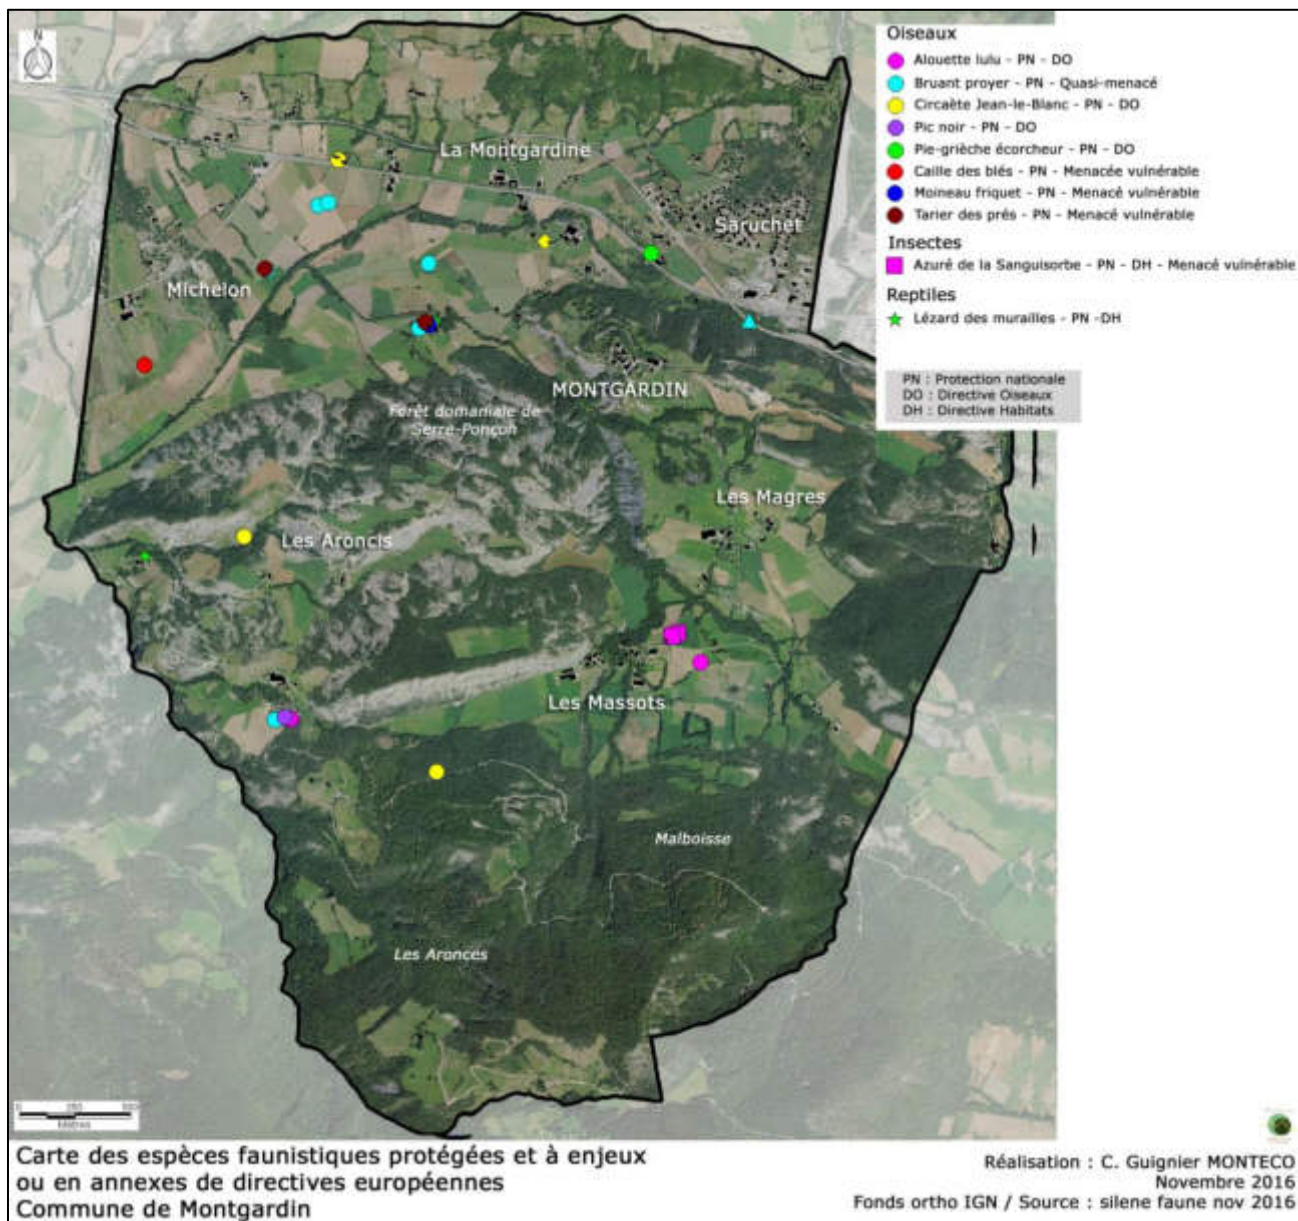 N
Oiseaux
Alouette lulu - PN - DO
Bruant proyer - PN - Quasi-menacé
Circaète Jean-le-Blanc - PN - DO
Pic noir - PN - DO
Pie-grièche écorcheur - PN - DO
Caille des blés - PN - Menacée vulnérable
Moineau friquet - PN - Menacé vulnérable
Tarier des prés - PN - Menacé vulnérable
Insectes
Azuré de la Sanguisorbe - PN - DH - Menacé vulnérable
Reptiles
Lézard des murailles - PN -DH
PN : Protection nationale
DO : Directive Oiseaux
DH : Directive Habitats
La Montgardine
Saruchet
Michelon
MONTGARDIN
Forêt domaniale de
Serre-Ponçon
Les Magres
Les Aroncis
Les Massots
Malboisse
Les Aronces
0 250 500
Mètres
Carte des espèces faunistiques protégées et à enjeux
ou en annexes de directives européennes
Commune de Montgardin
Réalisation : C. Guignier MONTECO
Novembre 2016
Fonds ortho IGN / Source : silene faune nov 2016